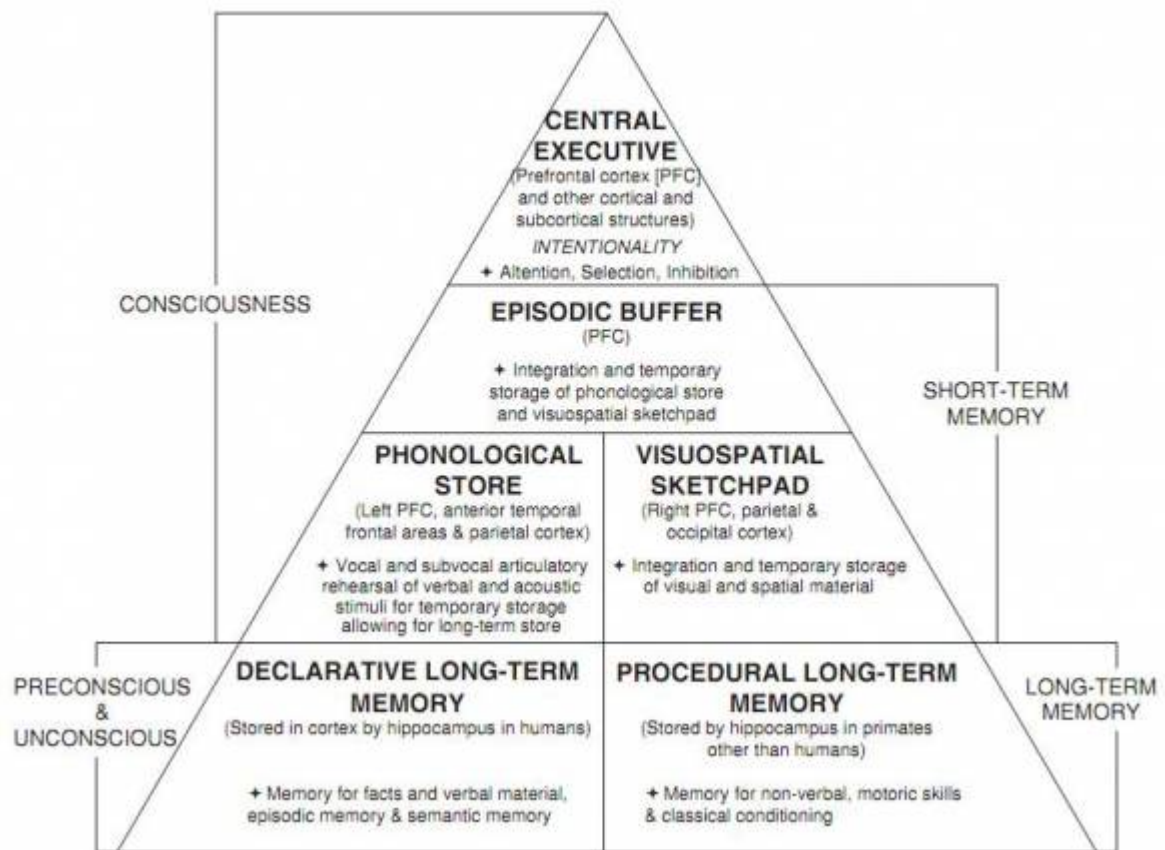 CENTRAL
EXECUTIVE
(Prefrontal cortex [PFC]
and other cortical and
subcortical structures)
INTENTIONALITY
+ Altention, Selection, Inhibition
CONSCIOUSNESS
EPISODIC BUFFER
(PFC)
+ Integration and temporary
storage of phonological store
and visuospatial sketchpad
SHORT-TERM
MEMORY
PHONOLOGICAL
STORE
(Left PFC, anterior temporal
frontal areas & parietal cortex)
+ Vocal and subvocal articulatory
rehearsal of verbal and acoustic
stimuli for temporary storage
allowing for long-term store
VISUOSPATIAL
SKETCHPAD
(Right PFC, parietal &
occipital cortex)
+ Integration and temporary storage
of visual and spatial material
PRECONSCIOUS
&
UNCONSCIOUS
DECLARATIVE LONG-TERM
MEMORY
(Stored in cortex by hippocampus in humans)
+ Memory for facts and verbal material,
episodic memory & semantic memory
PROCEDURAL LONG-TERM
MEMORY
(Stored by hippocampus in primates
other than humans)
+ Memory for non-verbal, motoric skills
& classical conditioning
LONG-TERM
MEMORY